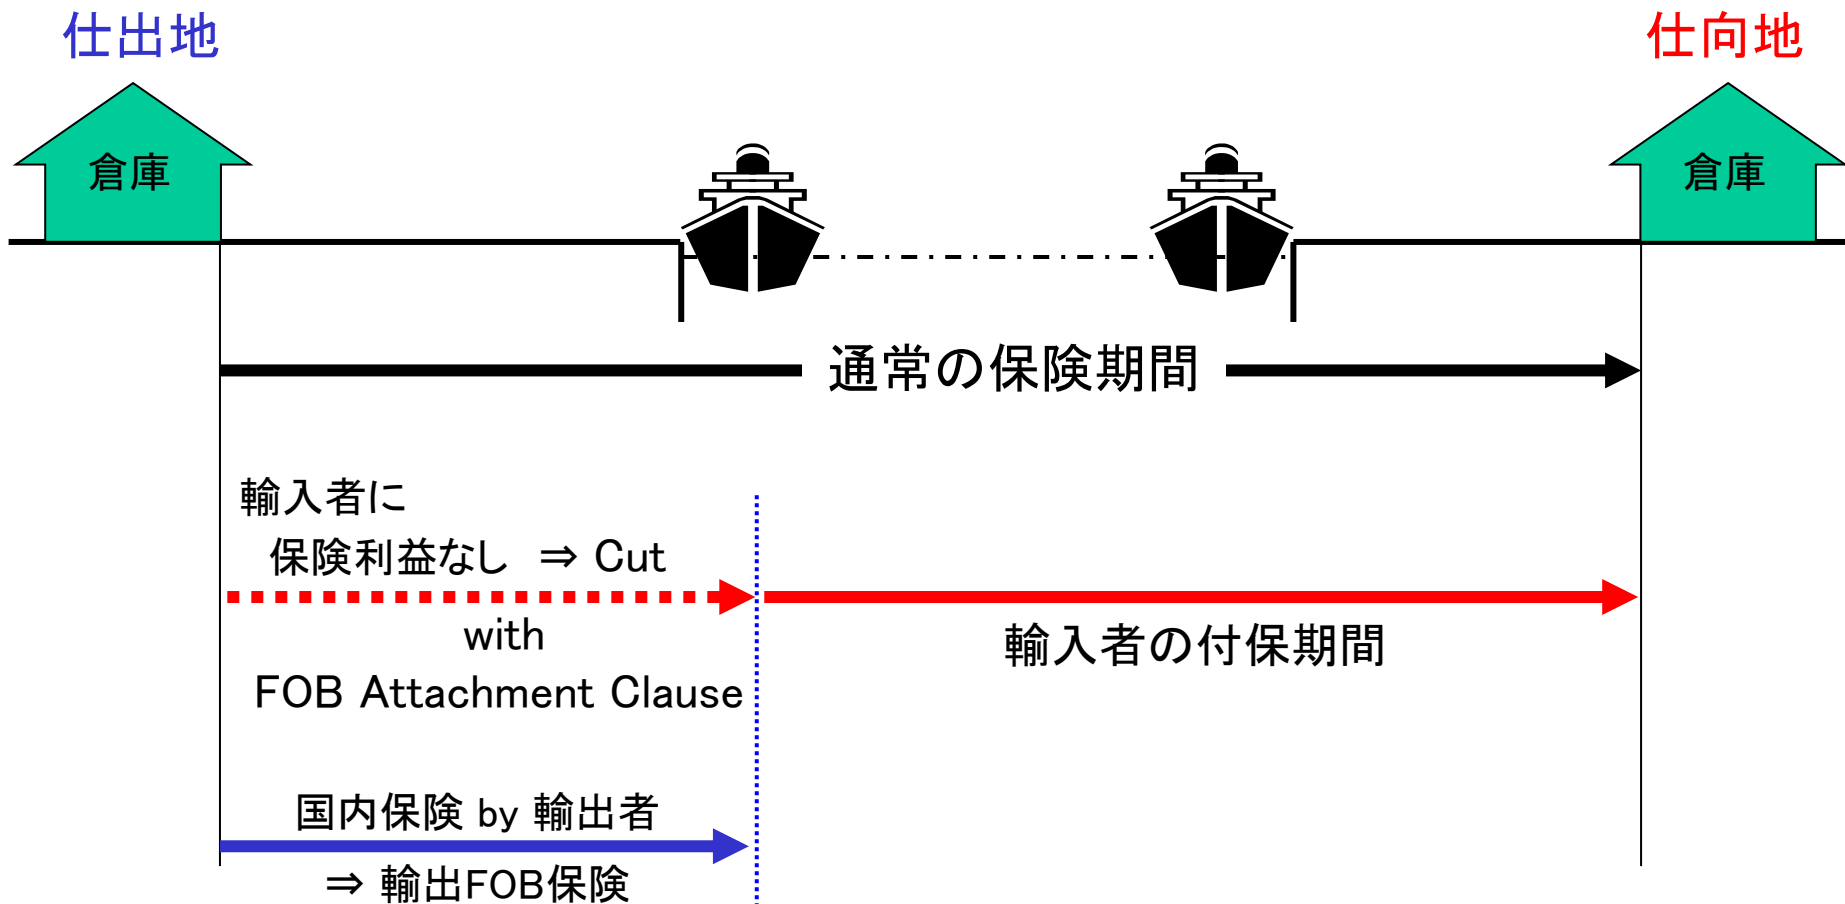 仕出地
仕向地
倉庫
倉庫
通常の保険期間
輸入者に
保険利益なし ⇒ Cut
with
FOB Attachment Clause
輸入者の付保期間
国内保険 by 輸出者
⇒ 輸出FOB保険